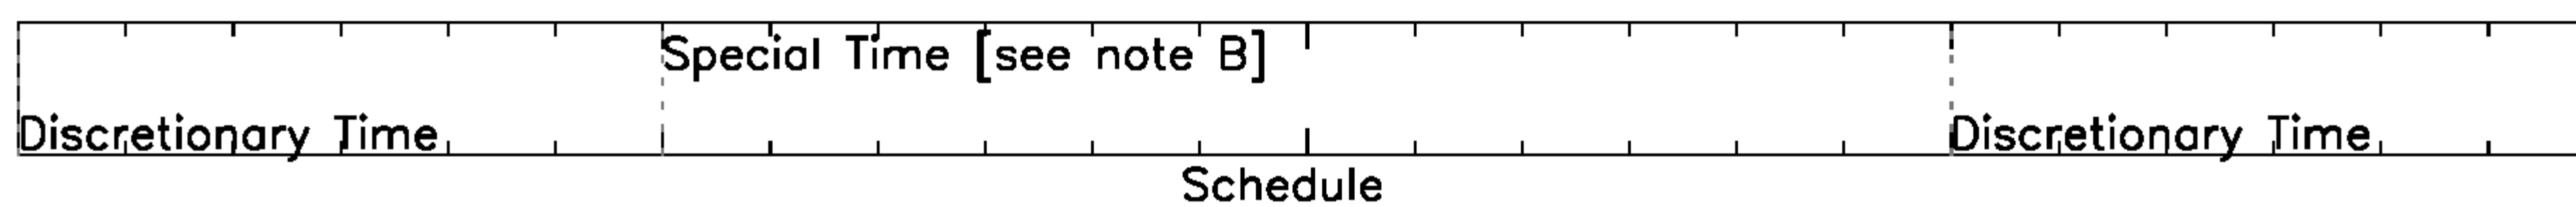 Special Time [see note B]
Discretionary Time
Discretionary Time
Schedule